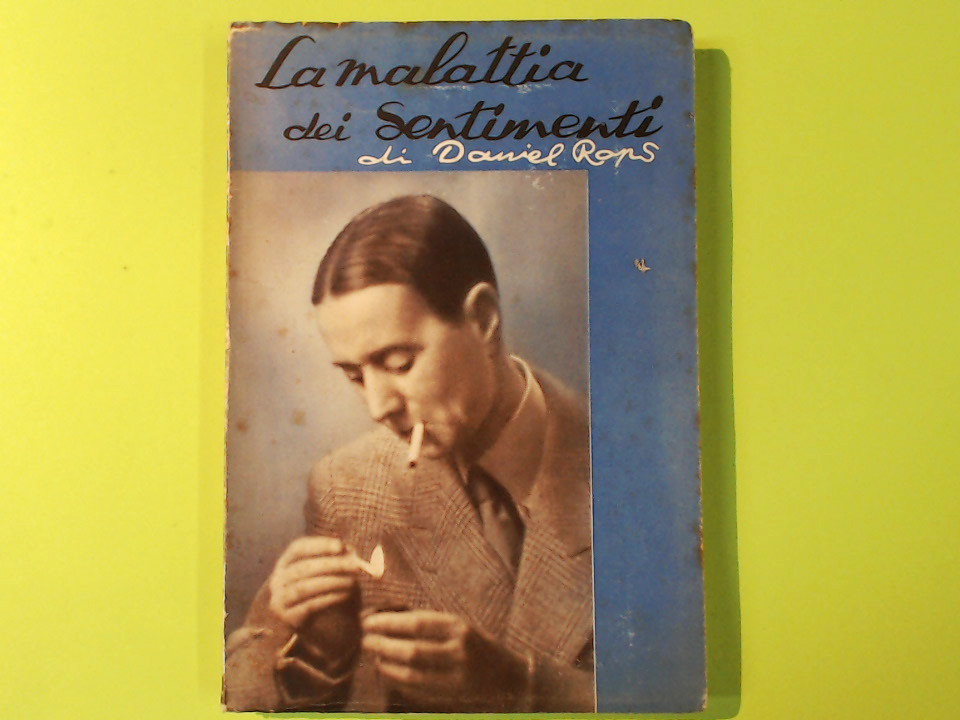 La malattia
dei Sentimenti
di Daniel Rops